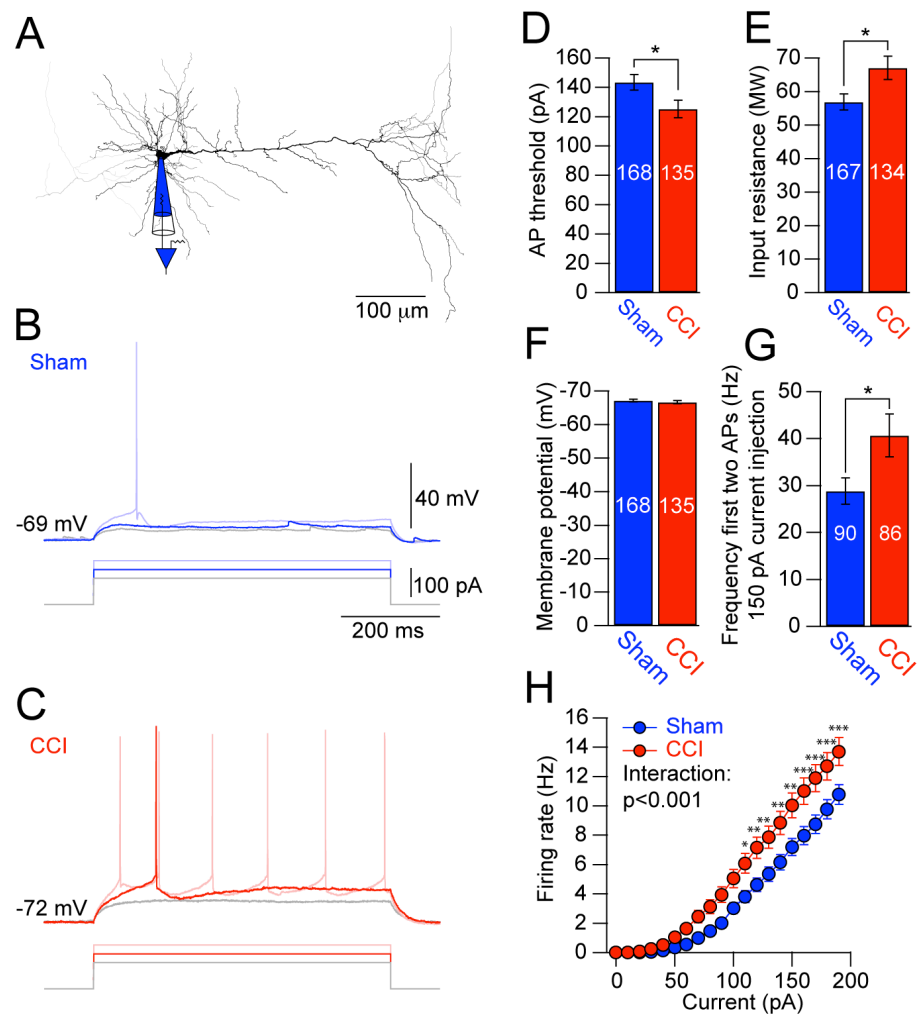 A
100 μm
B
Sham
-69 mV
40 mV
100 pA
200 ms
C
CCI
-72 mV
D
AP threshold (pA)
160
140
120
100
80
60
40
20
0
*
168
135
Sham
CCI
E
Input resistance (MW)
70
60
50
40
30
20
10
0
*
167
134
Sham
CCI
F
Membrane potential (mV)
-70
-60
-50
-40
-30
-20
-10
0
168
135
Sham
CCI
G
Frequency first two APs (Hz)
150 pA current injection
50
40
30
20
10
0
*
90
86
Sham
CCI
H
Firing rate (Hz)
16
14
12
10
8
6
4
2
0
Sham
CCI
Interaction:
p<0.001
*
**
**
**
**
***
***
***
***
0
50
100
150
200
Current (pA)